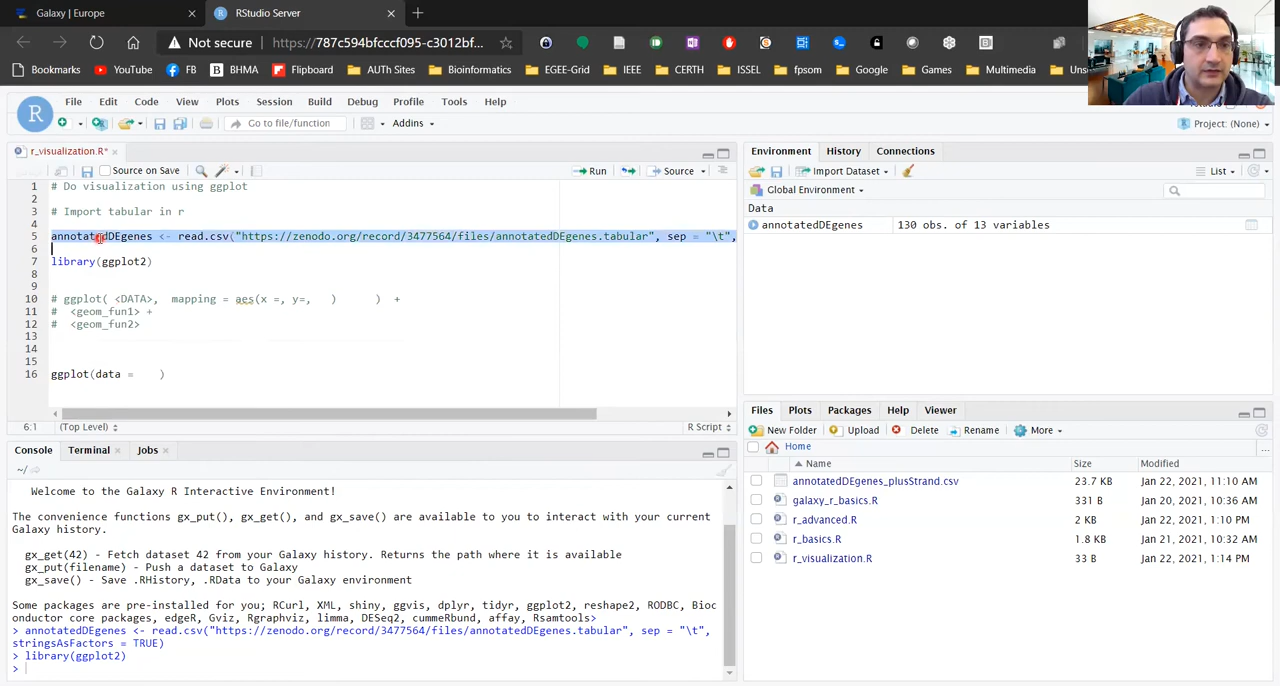 Galaxy | Europe
RStudio Server
Not secure
https://787c594bfcccf095-c3012bf...
Bookmarks YouTube FB BHMA Flipboard AUTh Sites Bioinformatics EGEE-Grid IEEE CERTH ISSEL fpsom Google Games Multimedia
File Edit Code View Plots Session Build Debug Profile Tools Help
Go to file/function Addins
Project: (None)
r_visualization.R*
Source on Save Run Source
1 # Do visualization using ggplot
2
3 # Import tabular in r
4
5 annotatedDEgenes <- read.csv("https://zenodo.org/record/3477564/files/annotatedDEgenes.tabular", sep = "\t",
6
7 library(ggplot2)
8
9
10 # ggplot( <DATA>, mapping = aes(x =, y=, ) ) +
11 # <geom_fun1> +
12 # <geom_fun2>
13
14
15
16 ggplot(data = )
6:1 (Top Level) R Script
Environment History Connections
Import Dataset List
Global Environment
Data
annotatedDEgenes 130 obs. of 13 variables
Console Terminal Jobs
~/
Welcome to the Galaxy R Interactive Environment!
The convenience functions gx_put(), gx_get(), and gx_save() are available to you to interact with your current
Galaxy history.
gx_get(42) - Fetch dataset 42 from your Galaxy history. Returns the path where it is available
gx_put(filename) - Push a dataset to Galaxy
gx_save() - Save .RHistory, .RData to your Galaxy environment
Some packages are pre-installed for you; RCurl, XML, shiny, ggvis, dplyr, tidyr, ggplot2, reshape2, RODBC, Bioc
onductor core packages, edgeR, Gviz, Rgraphviz, limma, DESeq2, cummeRbund, affay, Rsamtools>
> annotatedDEgenes <- read.csv("https://zenodo.org/record/3477564/files/annotatedDEgenes.tabular", sep = "\t",
stringsAsFactors = TRUE)
> library(ggplot2)
>
Files Plots Packages Help Viewer
New Folder Upload Delete Rename More
Home
Name Size Modified
annotatedDEgenes_plusStrand.csv 23.7 KB Jan 22, 2021, 11:10 AM
galaxy_r_basics.R 331 B Jan 20, 2021, 10:36 AM
r_advanced.R 2 KB Jan 22, 2021, 1:10 PM
r_basics.R 1.8 KB Jan 21, 2021, 10:32 AM
r_visualization.R 33 B Jan 22, 2021, 1:14 PM